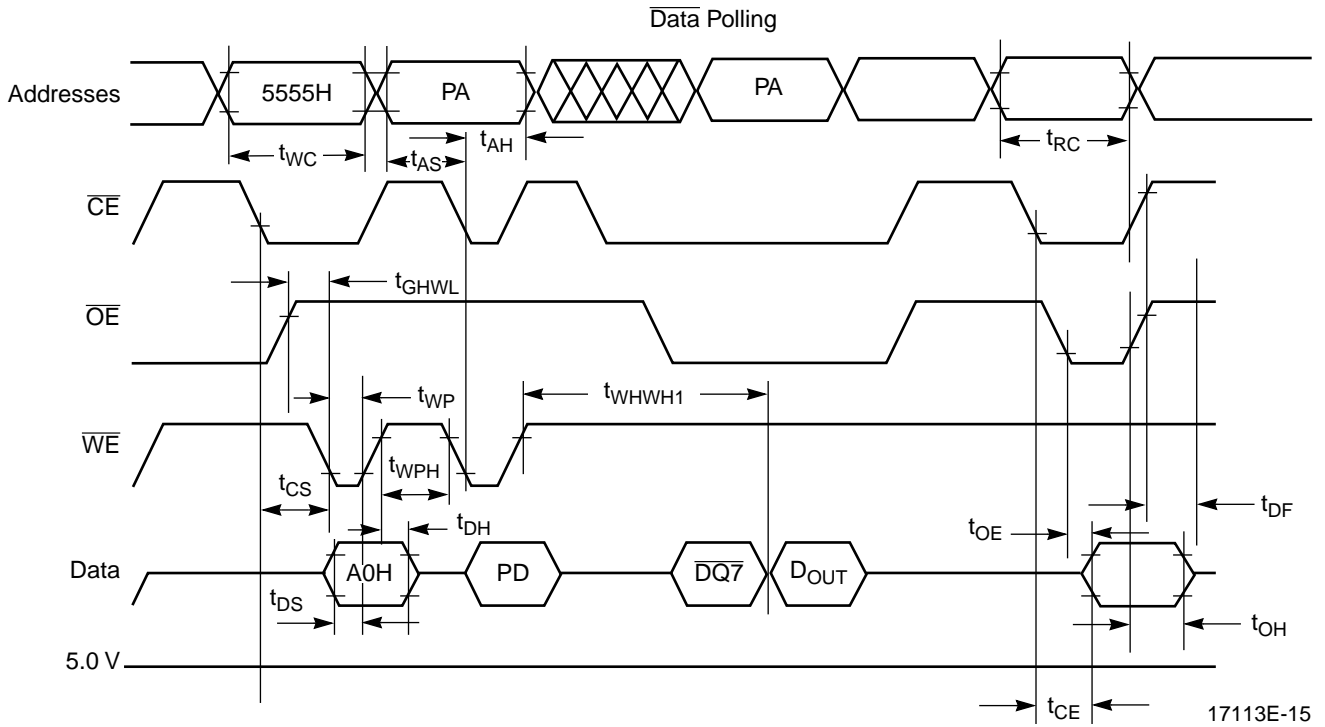 Data Polling
Addresses
5555H
PA
PA
tWC
tAS
tAH
tRC
CE
tGHWL
OE
tWP
tWHWH1
WE
tWPH
tCS
tDH
tOE
tDF
Data
A0H
PD
DQ7
DOUT
tDS
tOH
5.0 V
tCE
17113E-15